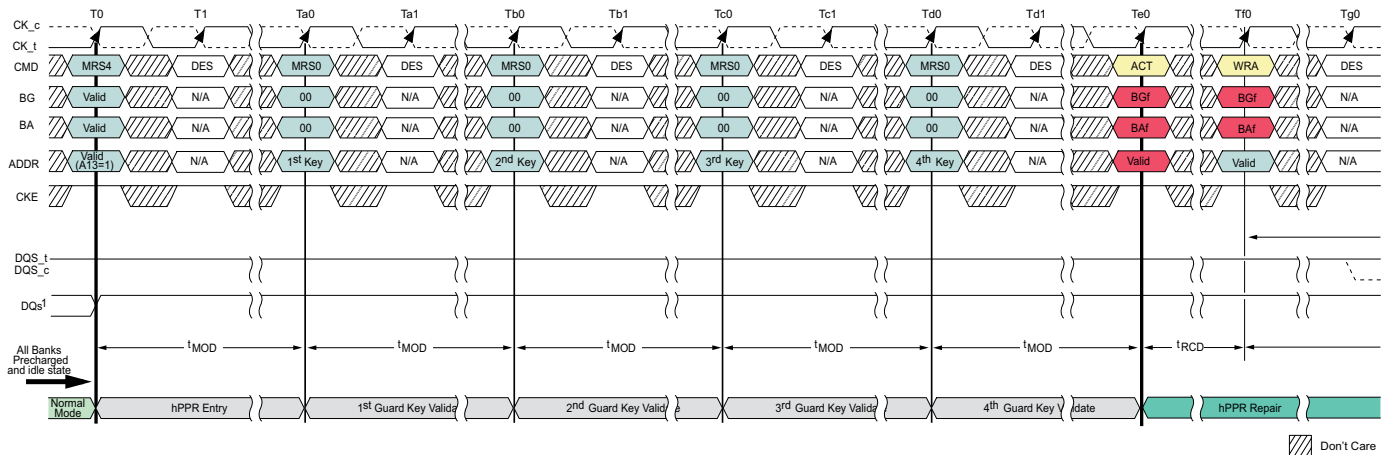 T0 T1 Ta0 Ta1 Tb0 Tb1 Tc0 Tc1 Td0 Td1 Te0 Tf0 Tg0
CK_c
CK_t
CMD MRS4 DES MRS0 DES MRS0 DES MRS0 DES MRS0 DES ACT WRA DES
BG Valid N/A 00 N/A 00 N/A 00 N/A 00 N/A BGf BGf N/A
BA Valid N/A 00 N/A 00 N/A 00 N/A 00 N/A BAf BAf N/A
ADDR Valid (A13=1) N/A 1st Key N/A 2nd Key N/A 3rd Key N/A 4th Key N/A Valid Valid N/A
CKE
DQS_t
DQS_c
DQs1
All Banks
Precharged
and idle state
tMOD tMOD tMOD tMOD tMOD tRCD
Normal
Mode
hPPR Entry 1st Guard Key Valida 2nd Guard Key Valid e 3rd Guard Key Valida 4th Guard Key V idate hPPR Repair
Don't Care